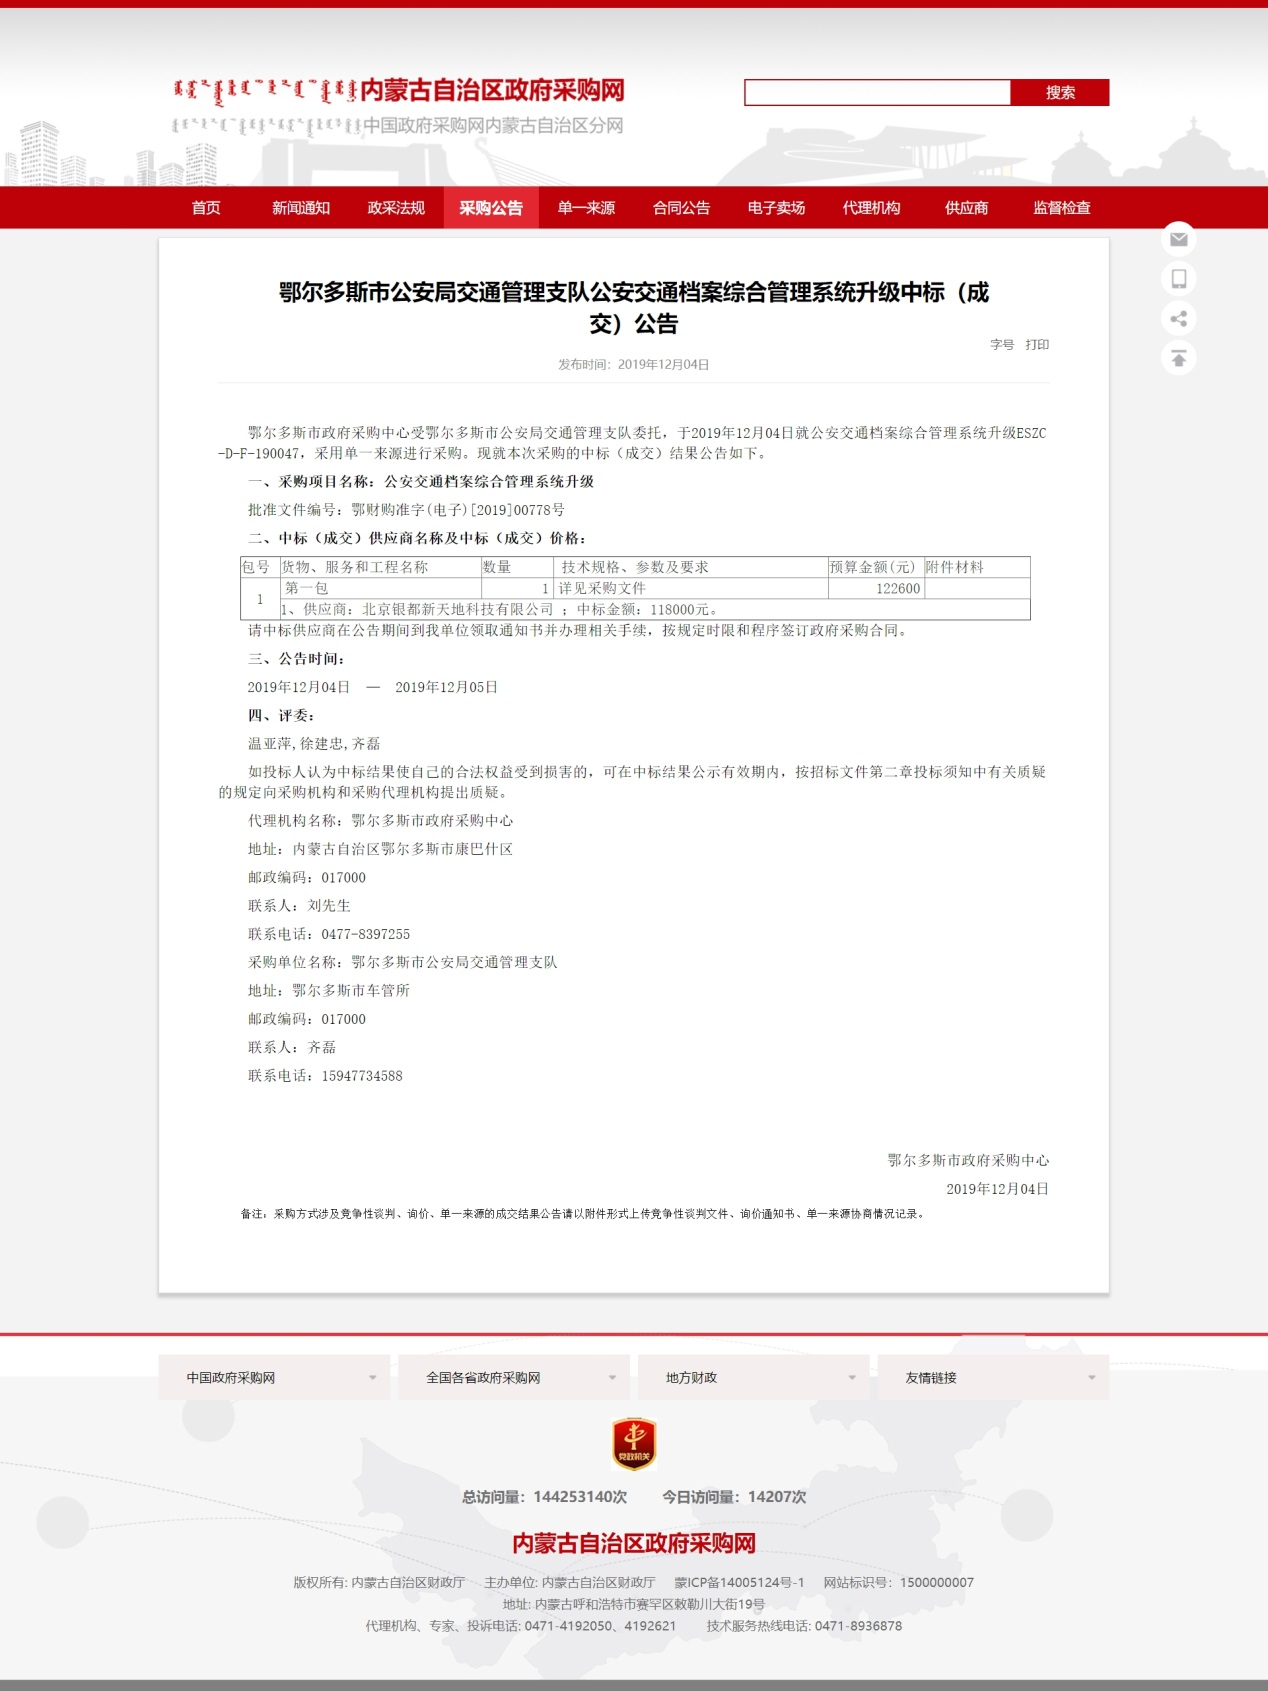 内蒙古自治区政府采购网
搜索
中国政府采购网内蒙古自治区分网
首页 新闻通知 政采法规 采购公告 单一来源 合同公告 电子卖场 代理机构 供应商 监督检查
鄂尔多斯市公安局交通管理支队公安交通档案综合管理系统升级中标（成
交）公告
字号 打印
发布时间：2019年12月04日
鄂尔多斯市政府采购中心受鄂尔多斯市公安局交通管理支队委托，于2019年12月04日就公安交通档案综合管理系统升级ESZC
-D-F-190047，采用单一来源进行采购。现就本次采购的中标（成交）结果公告如下。
一、采购项目名称：公安交通档案综合管理系统升级
批准文件编号：鄂财购准字(电子)[2019]00778号
二、中标（成交）供应商名称及中标（成交）价格：
包号 货物、服务和工程名称 数量 技术规格、参数及要求 预算金额(元) 附件材料
1 第一包 1 详见采购文件 122600
1、供应商：北京银都新天地科技有限公司 ；中标金额：118000元。
请中标供应商在公告期间到我单位领取通知书并办理相关手续，按规定时限和程序签订政府采购合同。
三、公告时间：
2019年12月04日 — 2019年12月05日
四、评委：
温亚萍,徐建忠,齐磊
如投标人认为中标结果使自己的合法权益受到损害的，可在中标结果公示有效期内，按招标文件第二章投标须知中有关质疑
的规定向采购机构和采购代理机构提出质疑。
代理机构名称：鄂尔多斯市政府采购中心
地址：内蒙古自治区鄂尔多斯市康巴什区
邮政编码：017000
联系人：刘先生
联系电话：0477-8397255
采购单位名称：鄂尔多斯市公安局交通管理支队
地址：鄂尔多斯市车管所
邮政编码：017000
联系人：齐磊
联系电话：15947734588
鄂尔多斯市政府采购中心
2019年12月04日
备注：采购方式涉及竞争性谈判、询价、单一来源的成交结果公告请以附件形式上传竞争性谈判文件、询价通知书、单一来源协商情况记录。
中国政府采购网 全国各省政府采购网 地方财政 友情链接
党政机关
总访问量：144253140次 今日访问量：14207次
内蒙古自治区政府采购网
版权所有: 内蒙古自治区财政厅 主办单位: 内蒙古自治区财政厅 蒙ICP备14005124号-1 网站标识号：1500000007
地址: 内蒙古呼和浩特市赛罕区敕勒川大街19号
代理机构、专家、投诉电话: 0471-4192050、4192621 技术服务热线电话: 0471-8936878